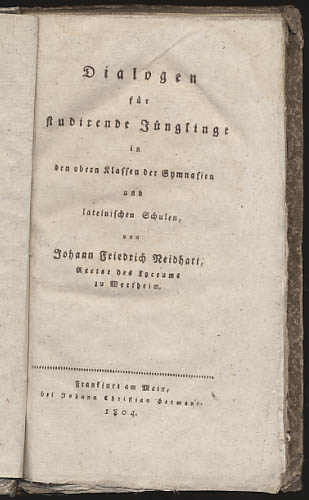 Dialogen
für
studirende Jünglinge
in
den obern Klassen der Gymnasien
und
lateinischen Schulen,
von
Johann Friedrich Neidhart,
Rector des Lyceums
zu Wertheim.
Frankfurt am Main,
bei Johann Christian Hermann.
1804.